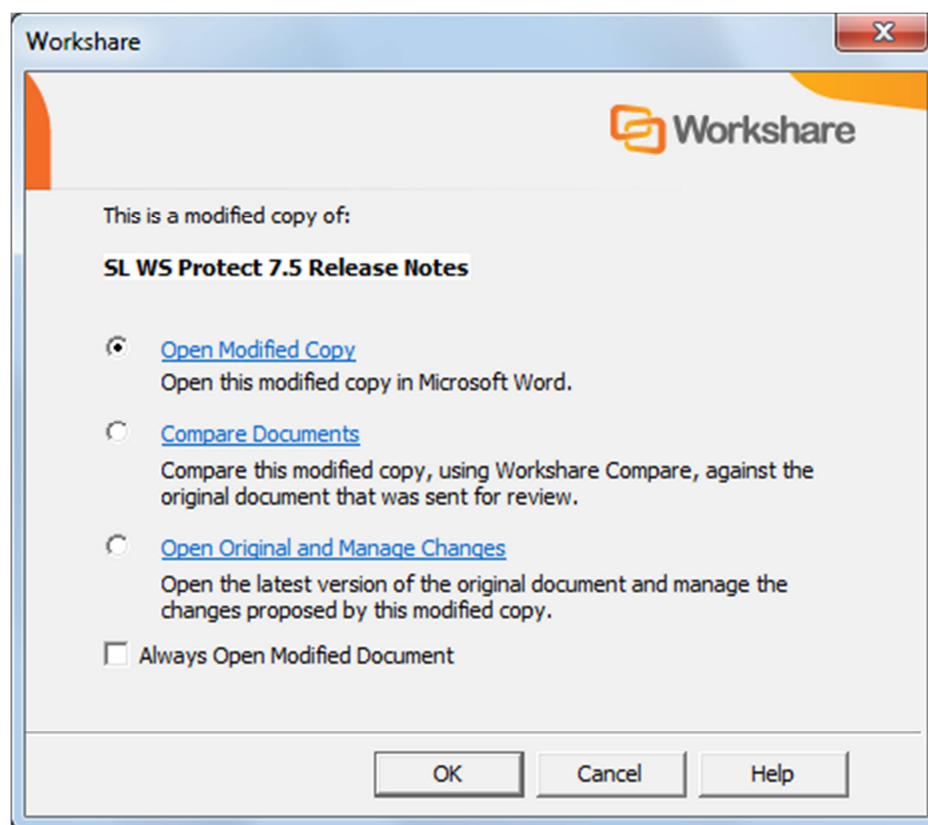 Workshare
Workshare
This is a modified copy of:
SL WS Protect 7.5 Release Notes
Open Modified Copy
Open this modified copy in Microsoft Word.
Compare Documents
Compare this modified copy, using Workshare Compare, against the
original document that was sent for review.
Open Original and Manage Changes
Open the latest version of the original document and manage the
changes proposed by this modified copy.
Always Open Modified Document
OK Cancel Help